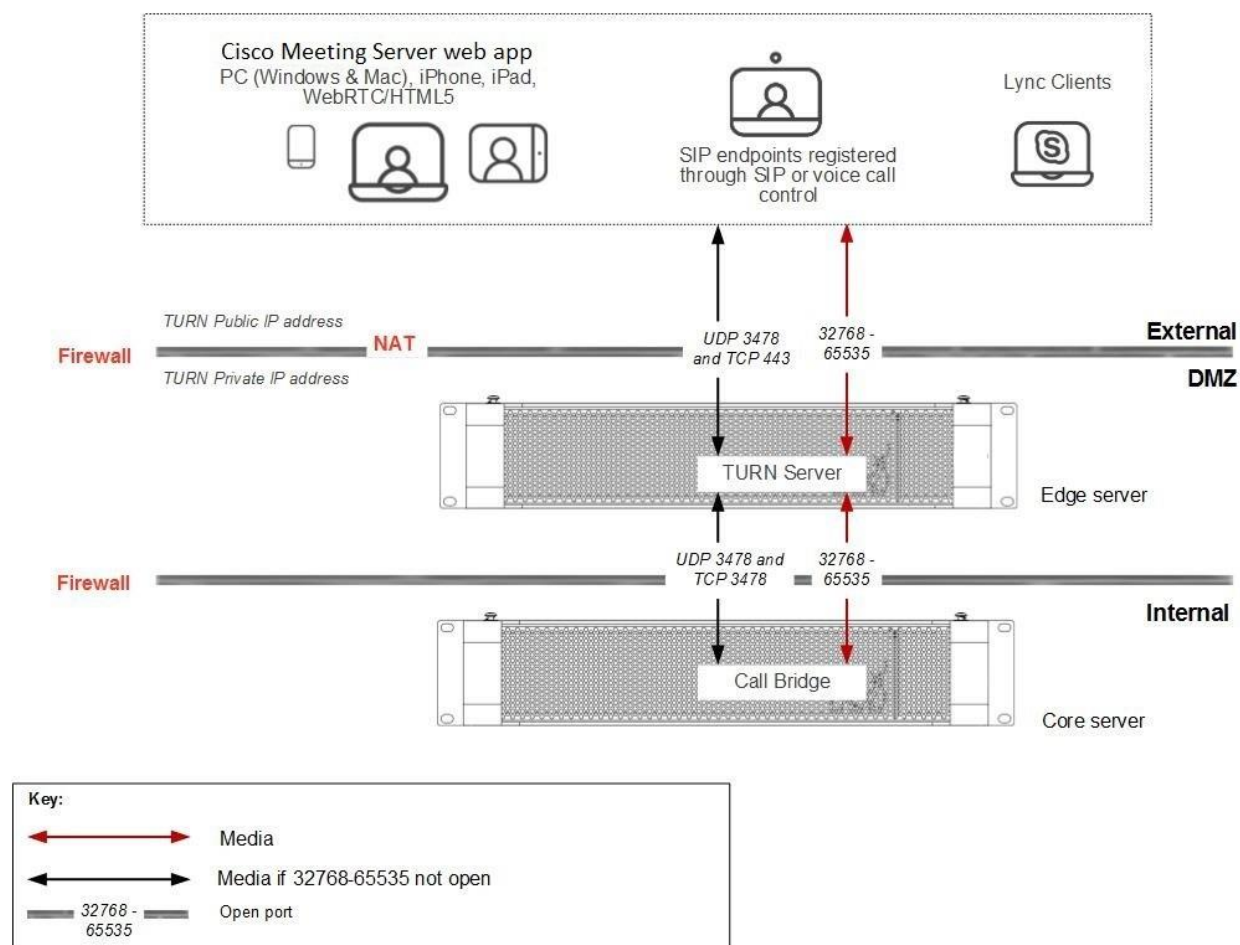 Cisco Meeting Server web app
PC (Windows & Mac), iPhone, iPad,
WebRTC/HTML5
SIP endpoints registered
through SIP or voice call
control
Lync Clients
S
TURN Public IP address
Firewall
NAT
TURN Private IP address
UDP 3478
and TCP 443
32768 -
65535
External
DMZ
TURN Server
Edge server
Firewall
UDP 3478 and
TCP 3478
32768 -
65535
Internal
Call Bridge
Core server
Key:
Media
Media if 32768-65535 not open
32768 -
65535
Open port